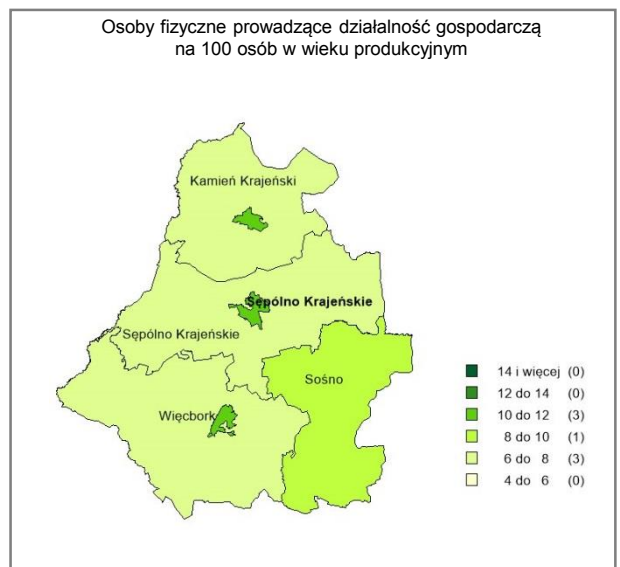 Osoby fizyczne prowadzące działalność gospodarczą
na 100 osób w wieku produkcyjnym
Kamień Krajeński
Sępólno Krajeńskie
Sępólno Krajeńskie
Sośno
Więcbork
14 i więcej (0)
12 do 14 (0)
10 do 12 (3)
8 do 10 (1)
6 do 8 (3)
4 do 6 (0)